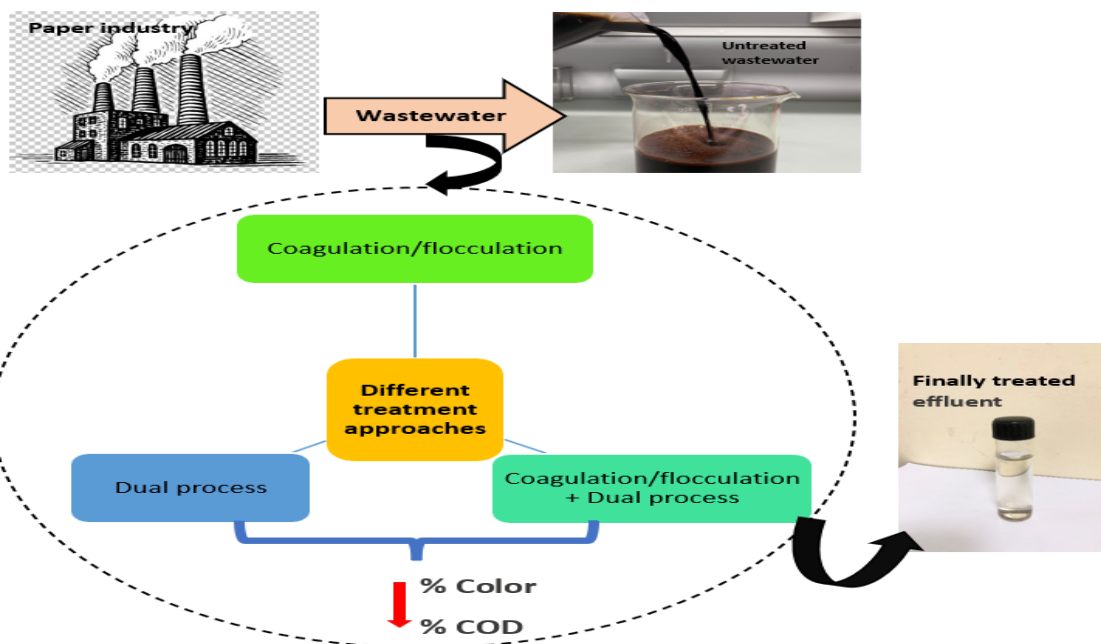 Paper industry
Untreated
wastewater
Wastewater
Coagulation/flocculation
Different
treatment
approaches
Finally treated
effluent
Dual process
Coagulation/flocculation
+ Dual process
% Color
% COD